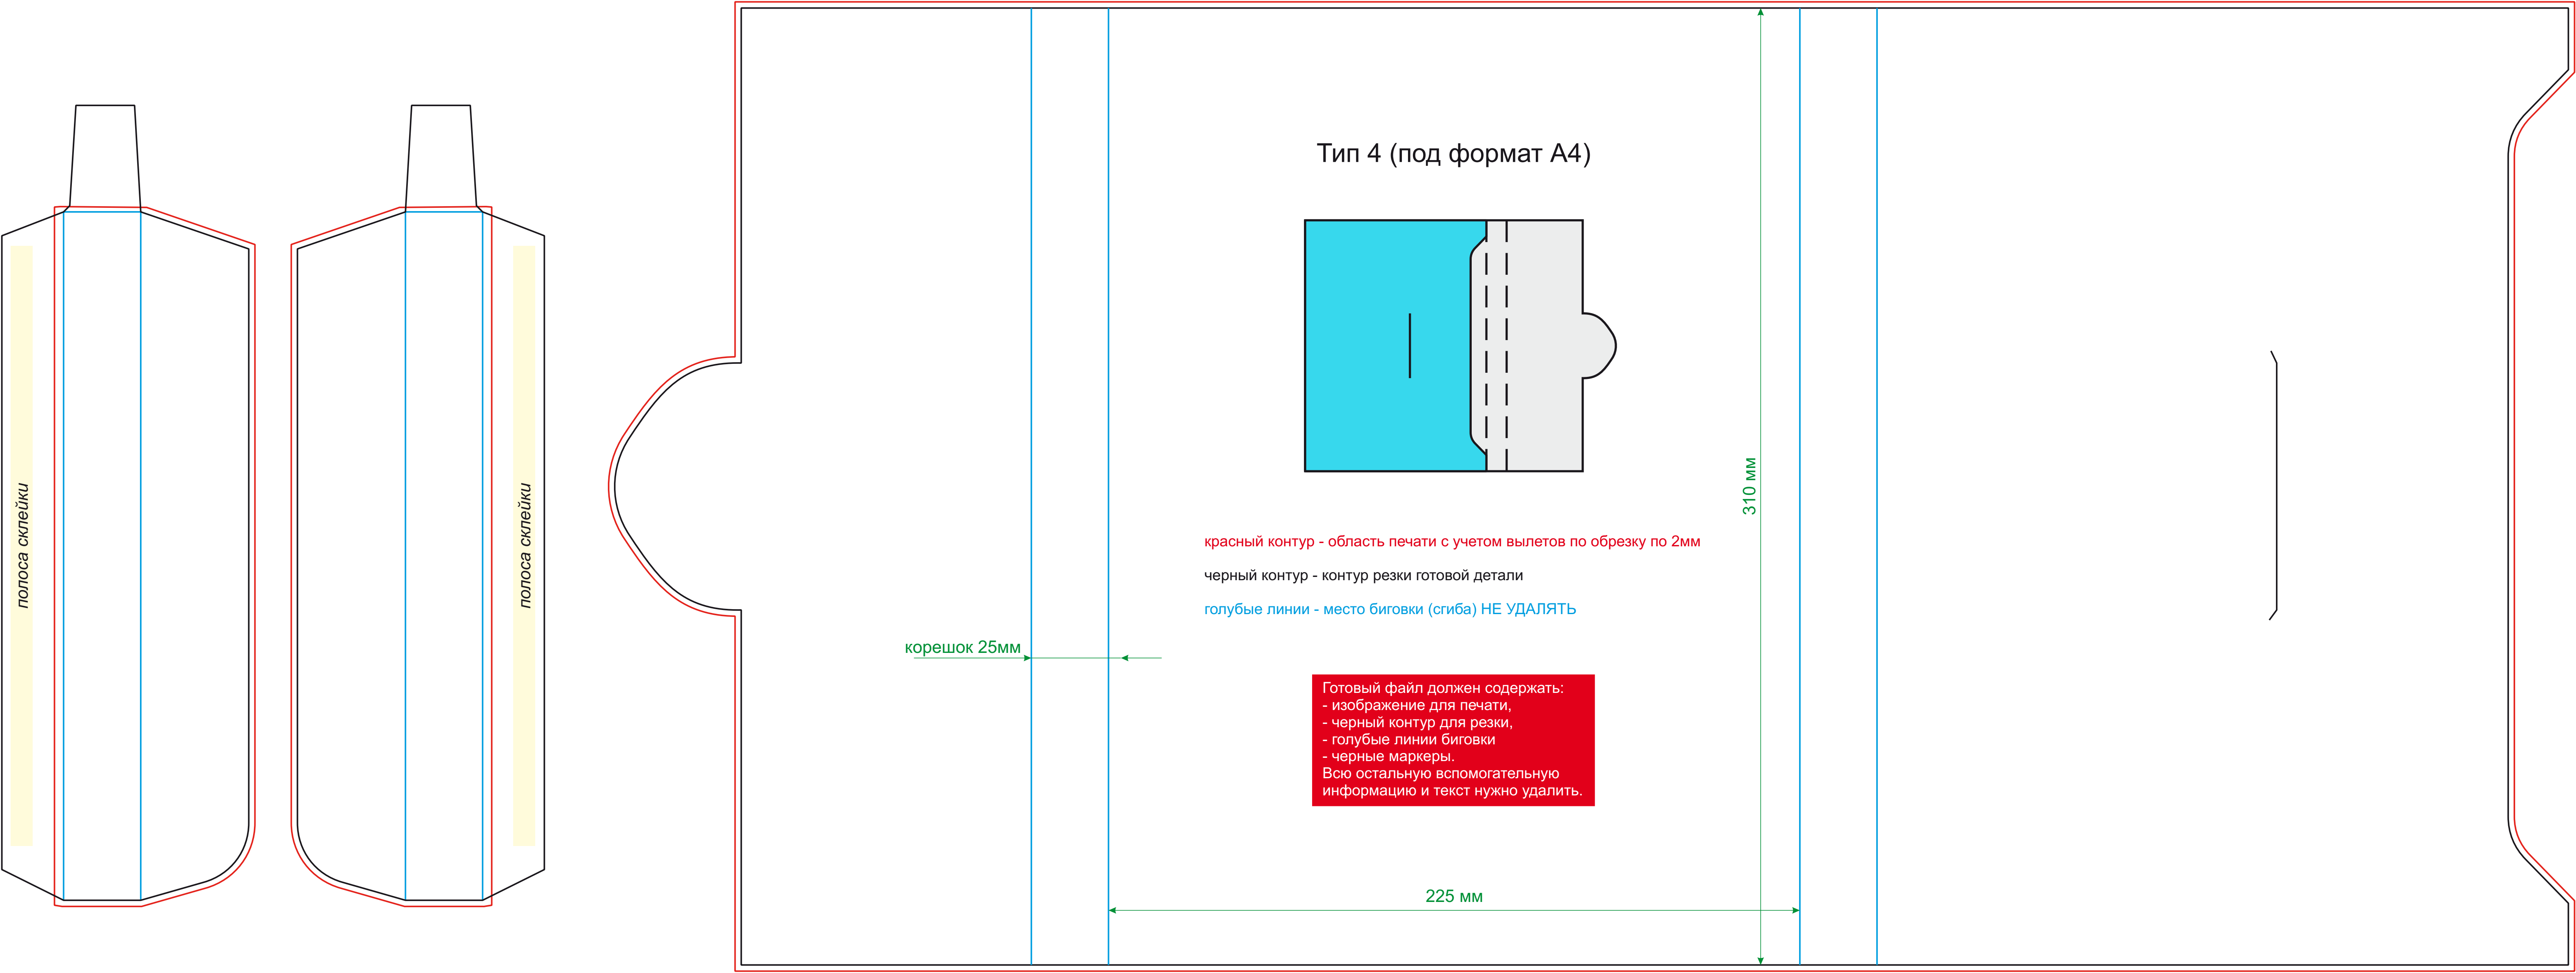 полоса склейки
полоса склейки
Тип 4 (под формат А4)
310 мм
красный контур - область печати с учетом вылетов по обрезку по 2мм
черный контур - контур резки готовой детали
голубые линии - место биговки (сгиба) НЕ УДАЛЯТЬ
корешок 25мм
Готовый файл должен содержать:
- изображение для печати,
- черный контур для резки,
- голубые линии биговки
- черные маркеры.
Всю остальную вспомогательную
информацию и текст нужно удалить.
225 мм